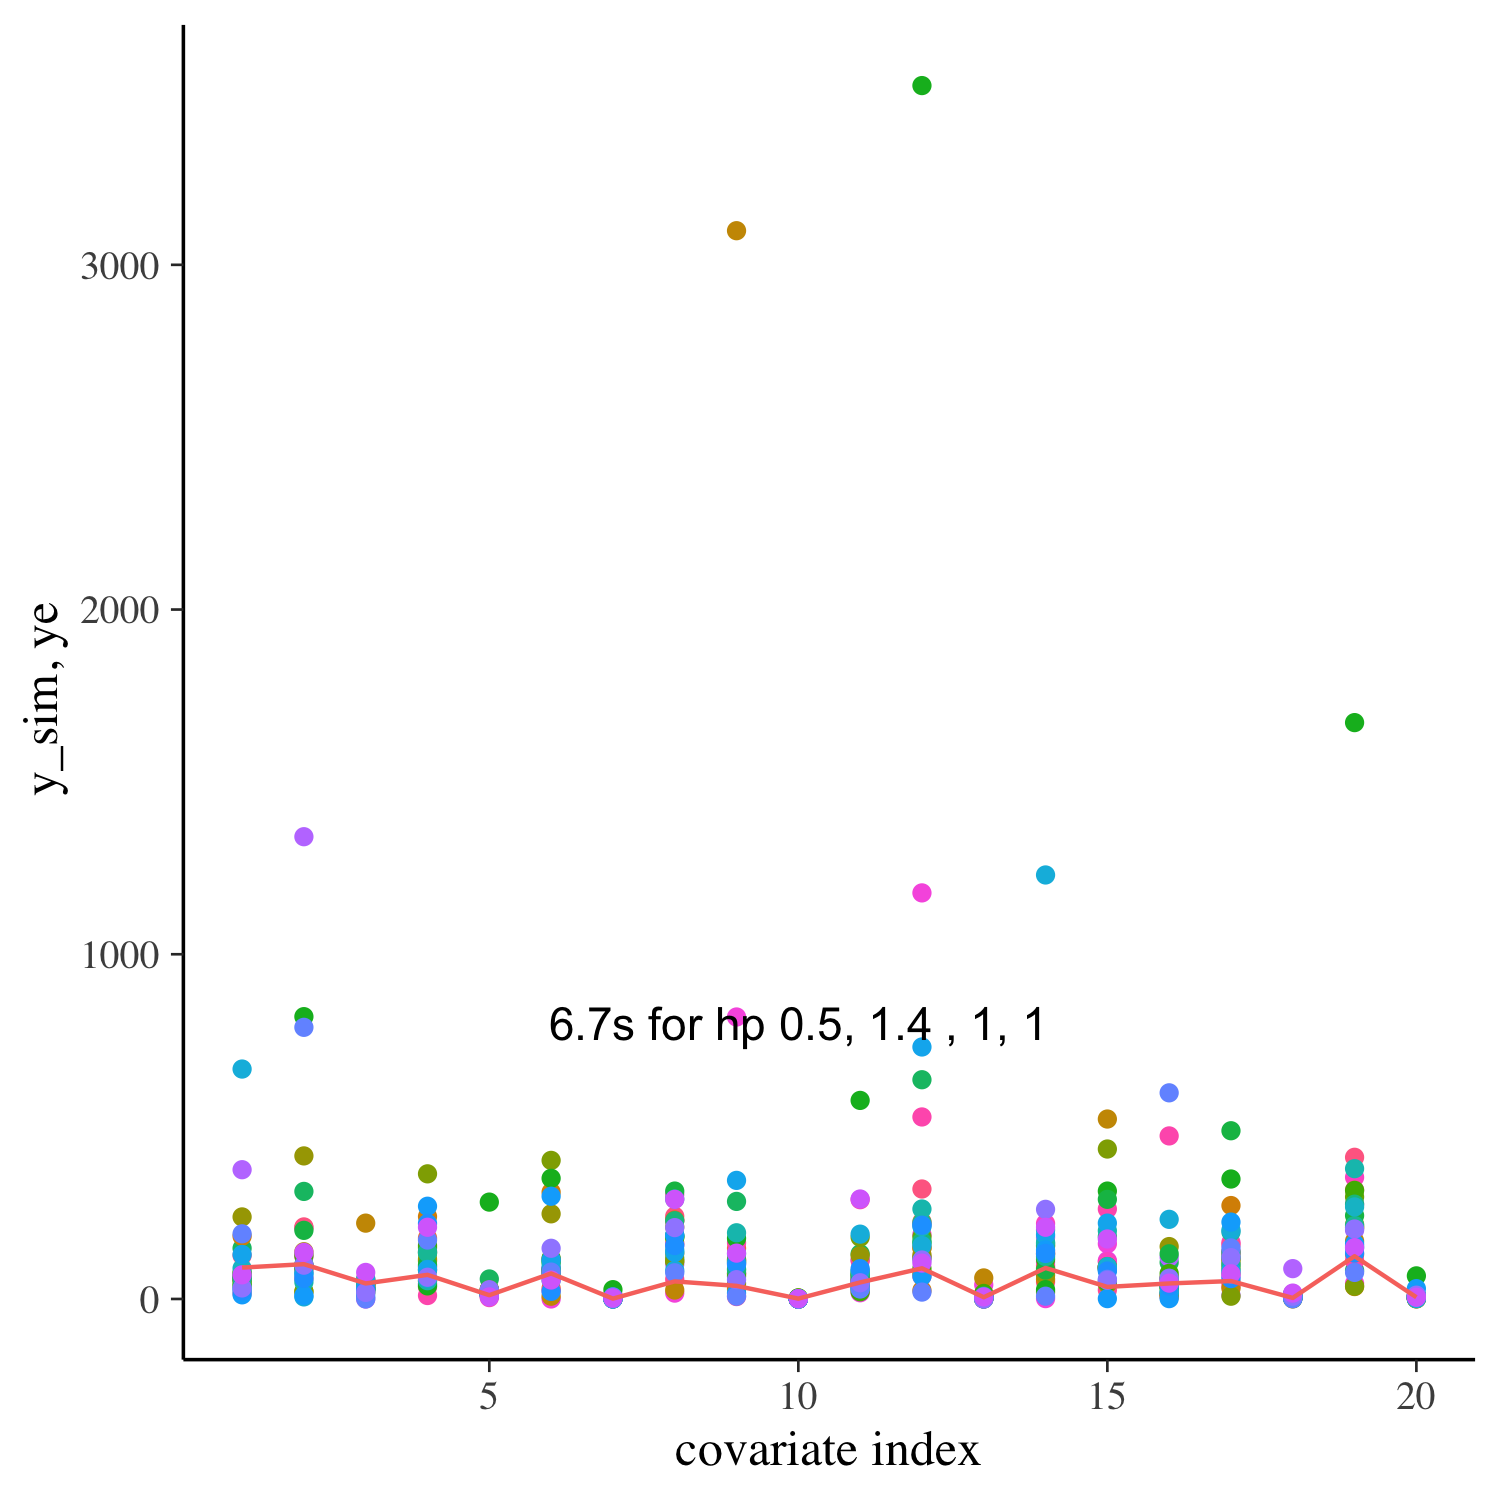 3000
2000
1000
0
y_sim, ye
6.7s for hp 0.5, 1.4 , 1, 1
5
10
15
20
covariate index